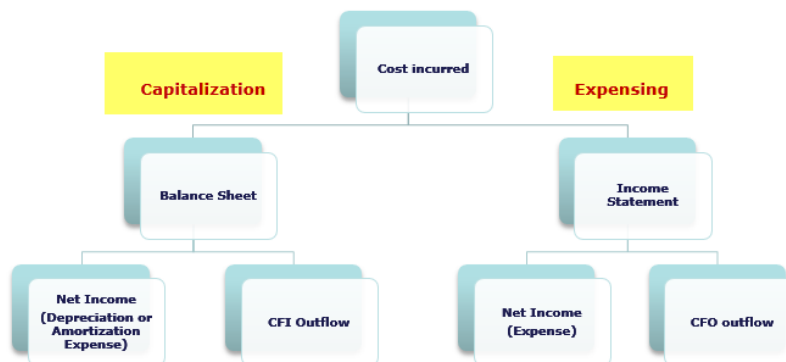 Cost incurred
Capitalization
Expensing
Balance Sheet
Income
Statement
Net Income
(Depreciation or
Amortization
Expense)
CFI Outflow
Net Income
(Expense)
CFO outflow